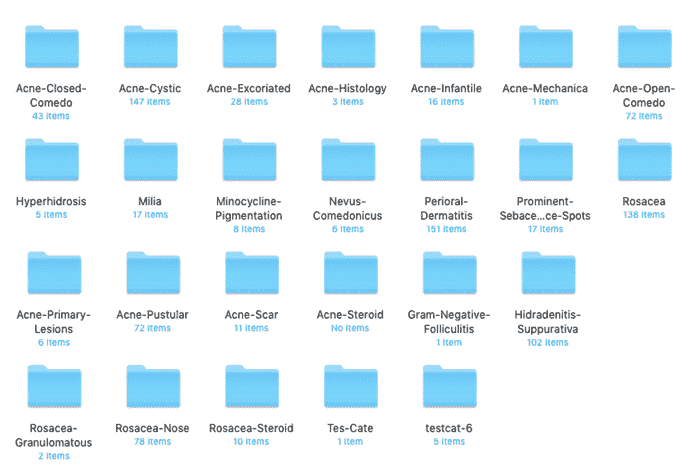 Acne-Closed-
Comedo
43 items
Acne-Cystic
147 items
Acne-Excoriated
28 items
Acne-Histology
3 items
Acne-Infantile
16 items
Acne-Mechanica
1 item
Acne-Open-
Comedo
72 items
Hyperhidrosis
5 items
Milia
17 items
Minocycline-
Pigmentation
8 items
Nevus-
Comedonicus
6 items
Perioral-
Dermatitis
151 items
Prominent-
Sebace...ce-Spots
17 items
Rosacea
138 items
Acne-Primary-
Lesions
6 items
Acne-Pustular
72 items
Acne-Scar
11 items
Acne-Steroid
No items
Gram-Negative-
Folliculitis
1 item
Hidradenitis-
Suppurativa
102 items
Rosacea-
Granulomatous
2 items
Rosacea-Nose
78 items
Rosacea-Steroid
10 items
Tes-Cate
1 item
testcat-6
5 items